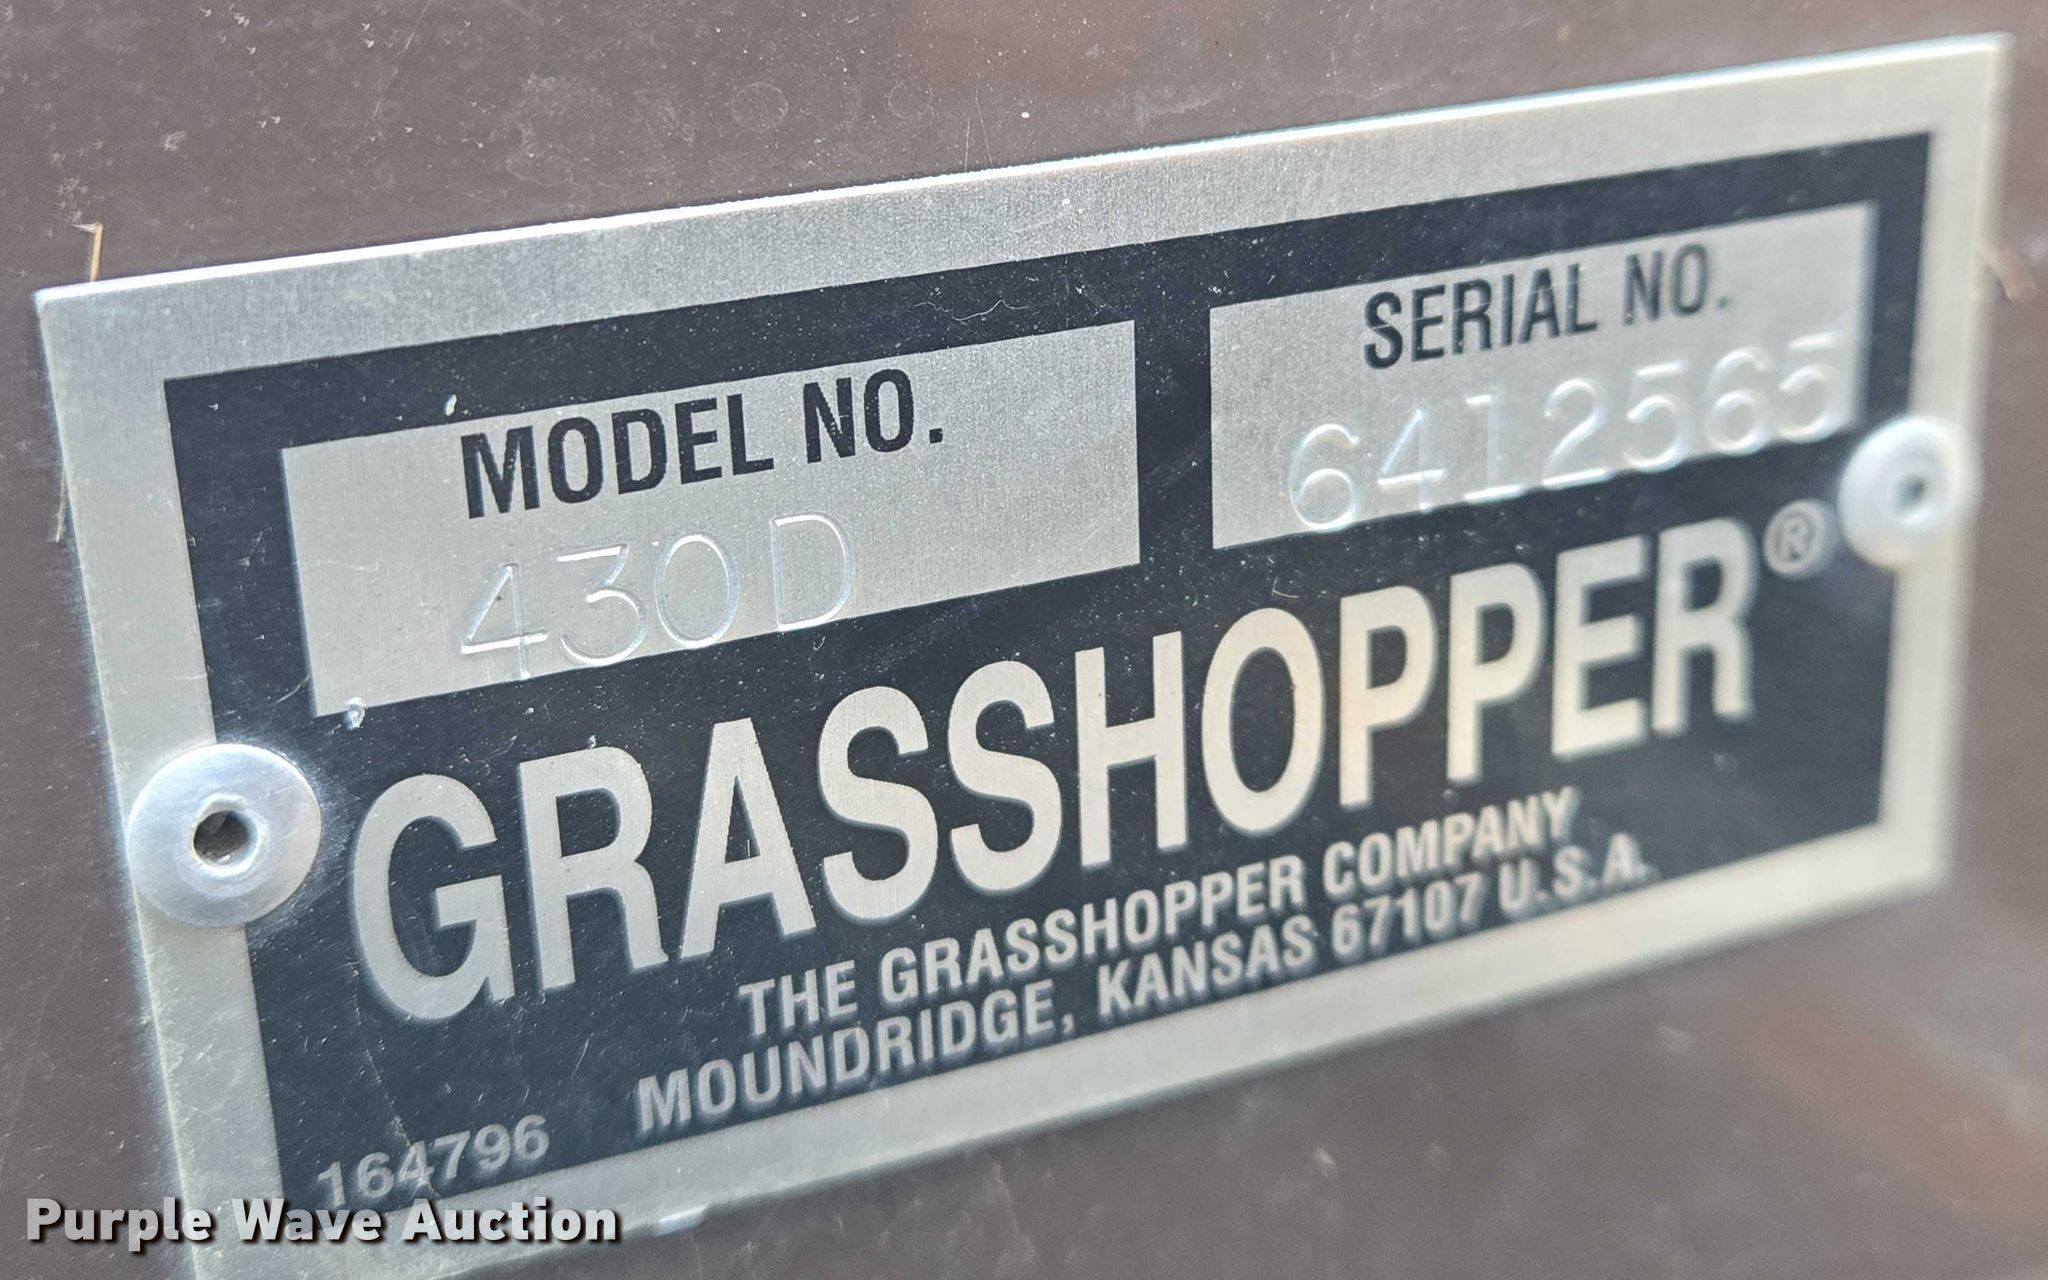 MODEL NO.
430D
SERIAL NO.
6412565
GRASSHOPPER®
THE GRASSHOPPER COMPANY
MOUNDRIDGE, KANSAS 67107 U.S.A.
164796
Purple Wave Auction